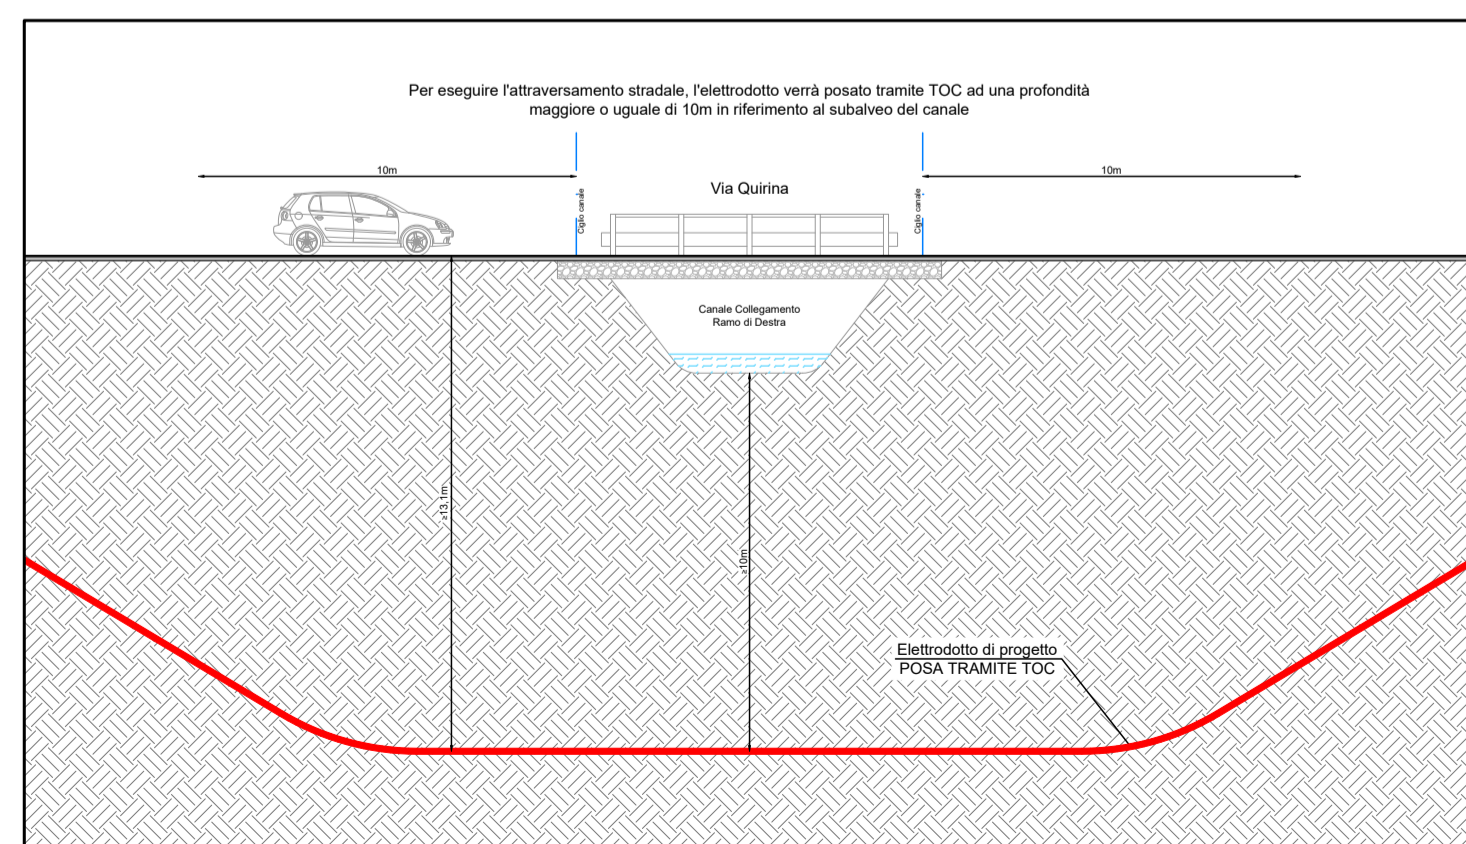 Per eseguire l'attraversamento stradale, l'elettrodotto verrà posato tramite TOC ad una profondità
maggiore o uguale di 10m in riferimento al subalveo del canale
10m
10m
Via Quirina
Ciglio canale
Ciglio canale
Canale Collegamento
Ramo di Destra
≥13,1m
≥10m
Elettrodotto di progetto
POSA TRAMITE TOC